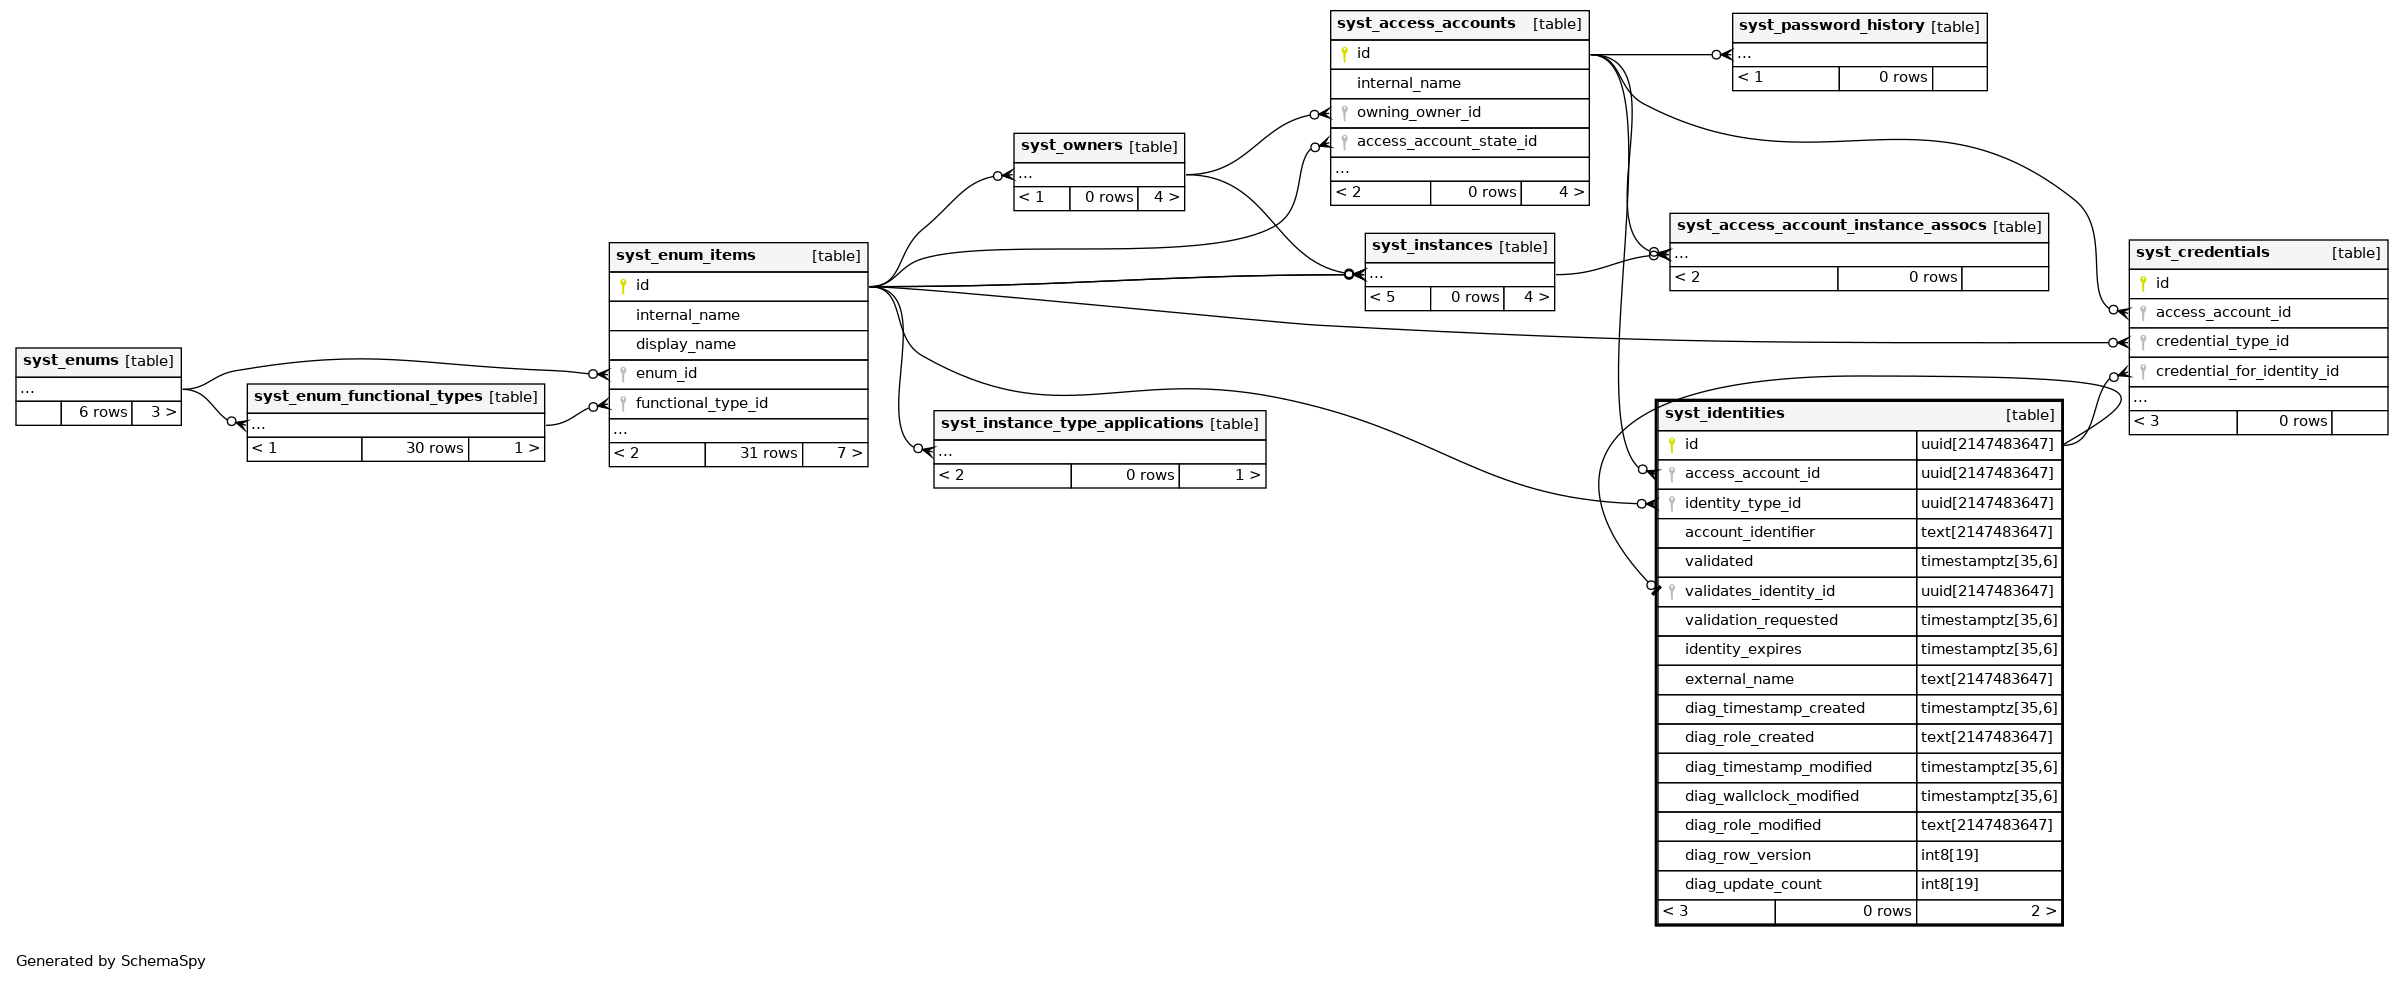 syst_access_accounts [table]
id
internal_name
owning_owner_id
access_account_state_id
...
< 2 0 rows 4 >
syst_password_history [table]
...
< 1 0 rows
syst_owners [table]
...
< 1 0 rows 4 >
syst_instances [table]
...
< 5 0 rows 4 >
syst_access_account_instance_assocs [table]
...
< 2 0 rows
syst_credentials [table]
id
access_account_id
credential_type_id
credential_for_identity_id
...
< 3 0 rows
syst_enum_items [table]
id
internal_name
display_name
enum_id
functional_type_id
...
< 2 31 rows 7 >
syst_enums [table]
...
6 rows 3 >
syst_enum_functional_types [table]
...
< 1 30 rows 1 >
syst_instance_type_applications [table]
...
< 2 0 rows 1 >
syst_identities [table]
id uuid[2147483647]
access_account_id uuid[2147483647]
identity_type_id uuid[2147483647]
account_identifier text[2147483647]
validated timestamptz[35,6]
validates_identity_id uuid[2147483647]
validation_requested timestamptz[35,6]
identity_expires timestamptz[35,6]
external_name text[2147483647]
diag_timestamp_created timestamptz[35,6]
diag_role_created text[2147483647]
diag_timestamp_modified timestamptz[35,6]
diag_wallclock_modified timestamptz[35,6]
diag_role_modified text[2147483647]
diag_row_version int8[19]
diag_update_count int8[19]
< 3 0 rows 2 >
Generated by SchemaSpy